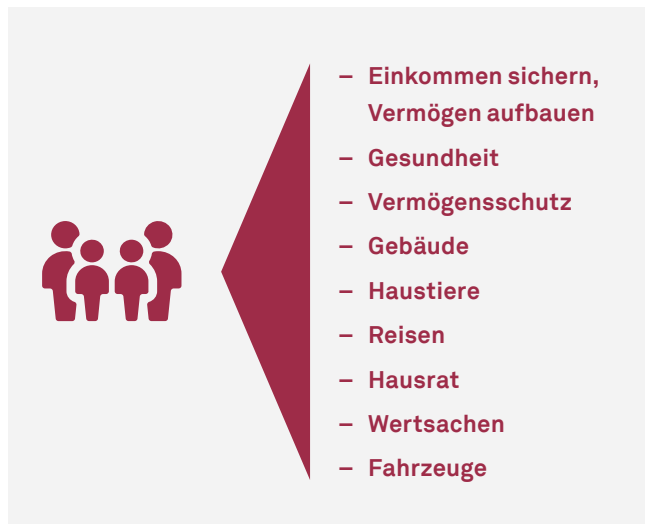 – Einkommen sichern,
Vermögen aufbauen
– Gesundheit
– Vermögensschutz
– Gebäude
– Haustiere
– Reisen
– Hausrat
– Wertsachen
– Fahrzeuge